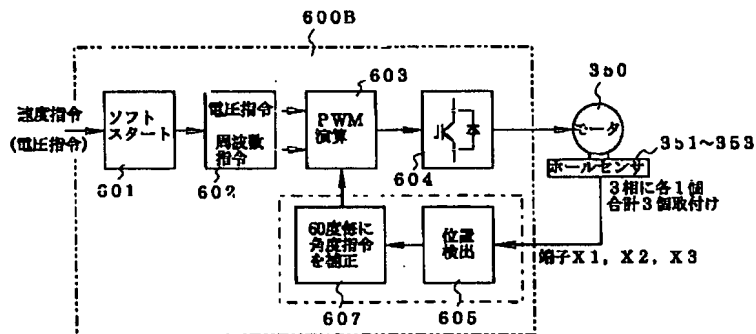 600B
速度指令
(電圧指令)
ソフト
スタート
601
電圧指令
周波数
指令
602
603
PWM
演算
604
350
モータ
351~353
ホールセンサ
3相に各1個
合計3個取付け
60度毎に
角度指令
を補正
607
位置
検出
605
端子X1, X2, X3